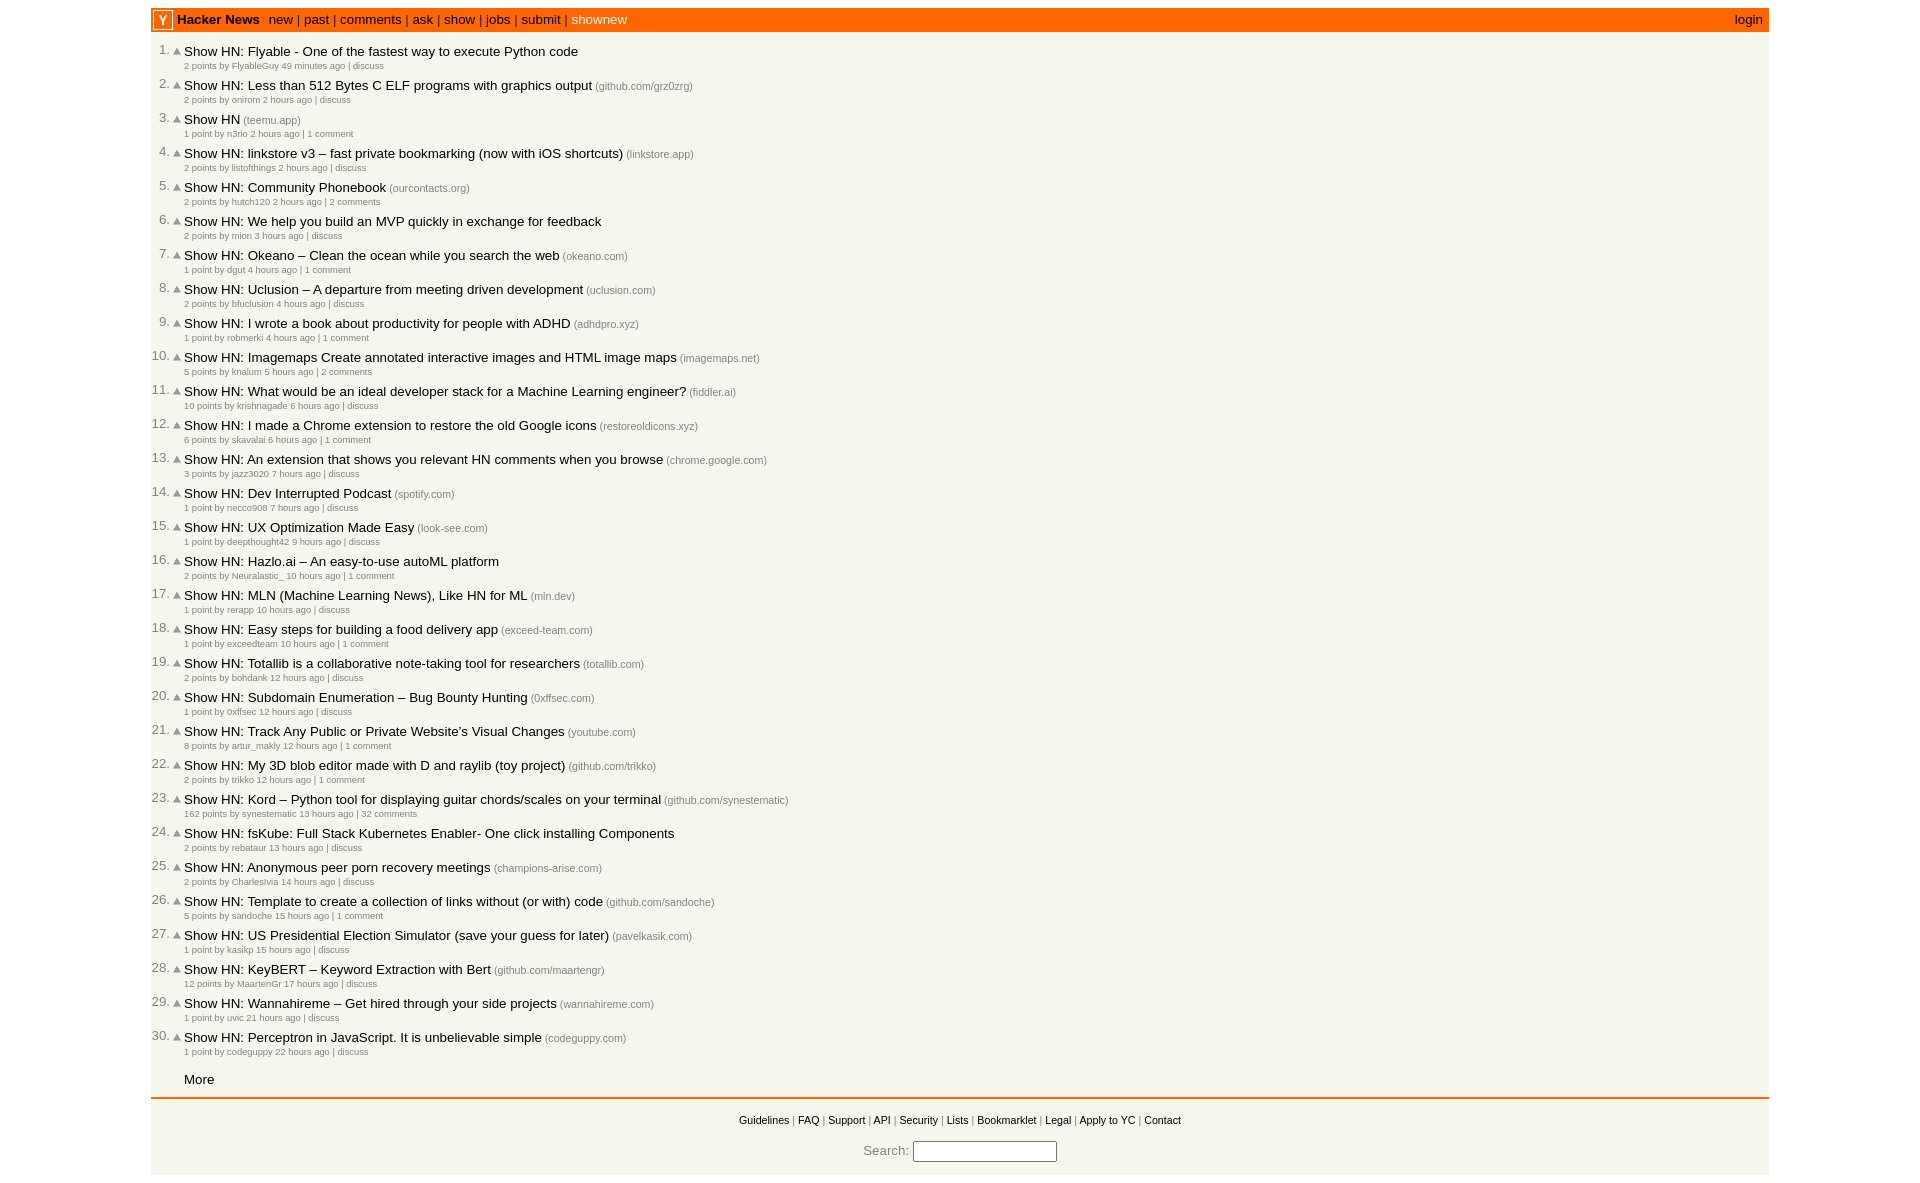 Y Hacker News new | past | comments | ask | show | jobs | submit | shownew login
1. Show HN: Flyable - One of the fastest way to execute Python code
2 points by FlyableGuy 49 minutes ago | discuss
2. Show HN: Less than 512 Bytes C ELF programs with graphics output (github.com/grz0zrg)
2 points by onirom 2 hours ago | discuss
3. Show HN (teemu.app)
1 point by n3rio 2 hours ago | 1 comment
4. Show HN: linkstore v3 – fast private bookmarking (now with iOS shortcuts) (linkstore.app)
2 points by listofthings 2 hours ago | discuss
5. Show HN: Community Phonebook (ourcontacts.org)
2 points by hutch120 2 hours ago | 2 comments
6. Show HN: We help you build an MVP quickly in exchange for feedback
2 points by mion 3 hours ago | discuss
7. Show HN: Okeano – Clean the ocean while you search the web (okeano.com)
1 point by dgut 4 hours ago | 1 comment
8. Show HN: Uclusion – A departure from meeting driven development (uclusion.com)
2 points by bfuclusion 4 hours ago | discuss
9. Show HN: I wrote a book about productivity for people with ADHD (adhdpro.xyz)
1 point by robmerki 4 hours ago | 1 comment
10. Show HN: Imagemaps Create annotated interactive images and HTML image maps (imagemaps.net)
5 points by knalum 5 hours ago | 2 comments
11. Show HN: What would be an ideal developer stack for a Machine Learning engineer? (fiddler.ai)
10 points by krishnagade 6 hours ago | discuss
12. Show HN: I made a Chrome extension to restore the old Google icons (restoreoldicons.xyz)
6 points by skavalai 6 hours ago | 1 comment
13. Show HN: An extension that shows you relevant HN comments when you browse (chrome.google.com)
3 points by jazz3020 7 hours ago | discuss
14. Show HN: Dev Interrupted Podcast (spotify.com)
1 point by necco908 7 hours ago | discuss
15. Show HN: UX Optimization Made Easy (look-see.com)
1 point by deepthought42 9 hours ago | discuss
16. Show HN: Hazlo.ai – An easy-to-use autoML platform
2 points by Neuralastic_ 10 hours ago | 1 comment
17. Show HN: MLN (Machine Learning News), Like HN for ML (mln.dev)
1 point by rerapp 10 hours ago | discuss
18. Show HN: Easy steps for building a food delivery app (exceed-team.com)
1 point by exceedteam 10 hours ago | 1 comment
19. Show HN: Totallib is a collaborative note-taking tool for researchers (totallib.com)
2 points by bohdank 12 hours ago | discuss
20. Show HN: Subdomain Enumeration – Bug Bounty Hunting (0xffsec.com)
1 point by 0xffsec 12 hours ago | discuss
21. Show HN: Track Any Public or Private Website’s Visual Changes (youtube.com)
8 points by artur_makly 12 hours ago | 1 comment
22. Show HN: My 3D blob editor made with D and raylib (toy project) (github.com/trikko)
2 points by trikko 12 hours ago | 1 comment
23. Show HN: Kord – Python tool for displaying guitar chords/scales on your terminal (github.com/synestematic)
162 points by synestematic 13 hours ago | 32 comments
24. Show HN: fsKube: Full Stack Kubernetes Enabler- One click installing Components
2 points by rebataur 13 hours ago | discuss
25. Show HN: Anonymous peer porn recovery meetings (champions-arise.com)
2 points by CharlesIvia 14 hours ago | discuss
26. Show HN: Template to create a collection of links without (or with) code (github.com/sandoche)
5 points by sandoche 15 hours ago | 1 comment
27. Show HN: US Presidential Election Simulator (save your guess for later) (pavelkasik.com)
1 point by kasikp 15 hours ago | discuss
28. Show HN: KeyBERT – Keyword Extraction with Bert (github.com/maartengr)
12 points by MaartenGr 17 hours ago | discuss
29. Show HN: Wannahireme – Get hired through your side projects (wannahireme.com)
1 point by uvic 21 hours ago | discuss
30. Show HN: Perceptron in JavaScript. It is unbelievable simple (codeguppy.com)
1 point by codeguppy 22 hours ago | discuss
More
Guidelines | FAQ | Support | API | Security | Lists | Bookmarklet | Legal | Apply to YC | Contact
Search: